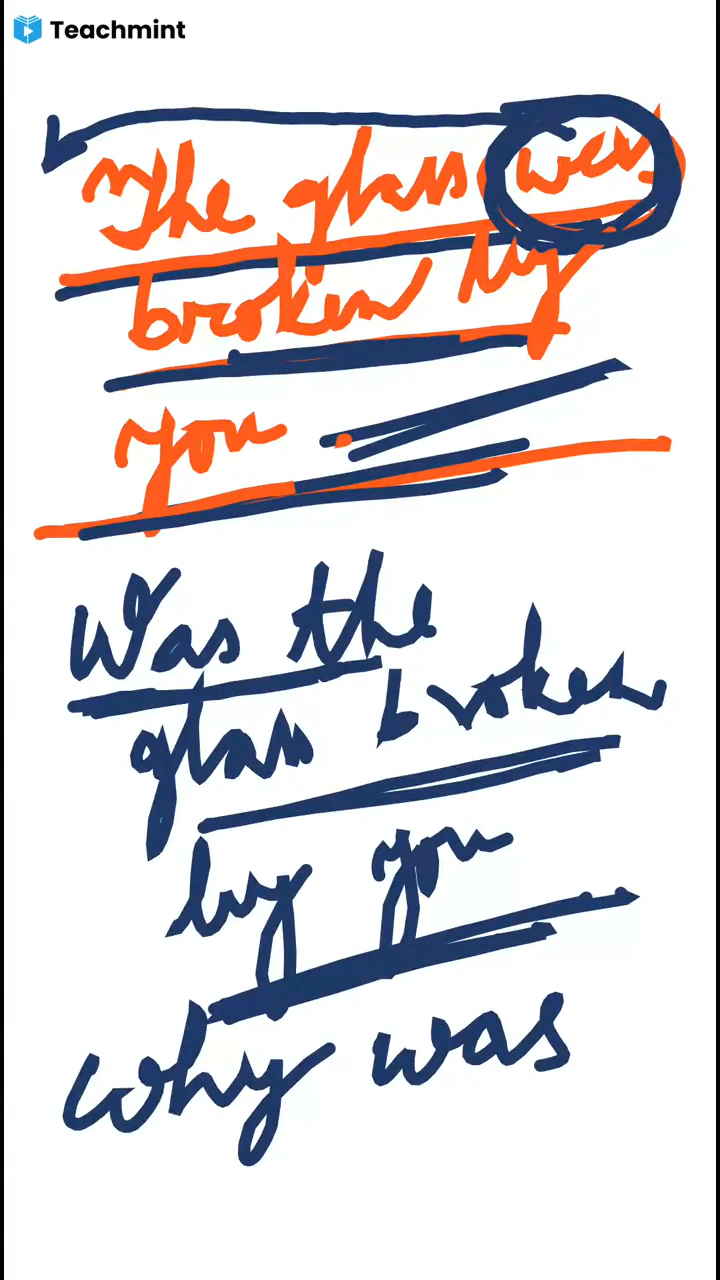 Teachmint
The glass was
broken by
you
Was the
glass broken
by you
why was